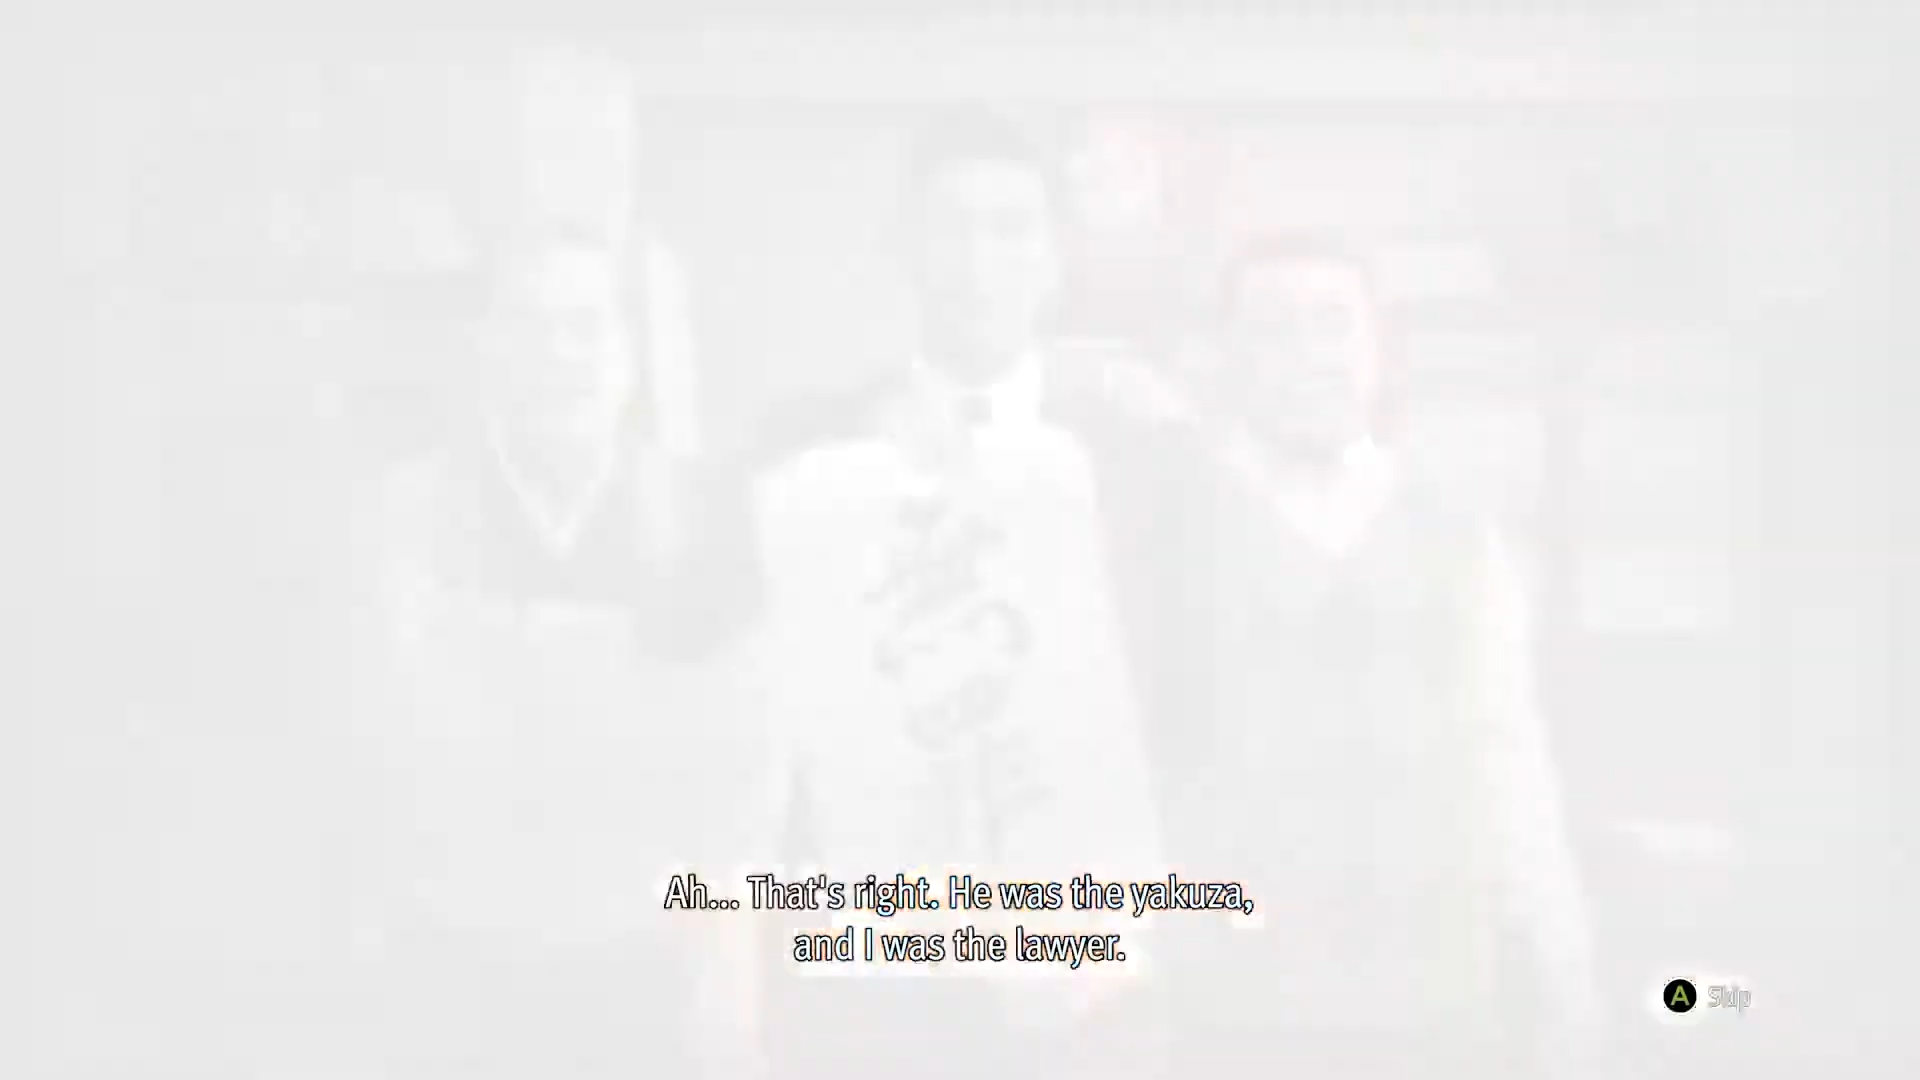 Ah... That's right. He was the yakuza,
and I was the lawyer.
A Skip